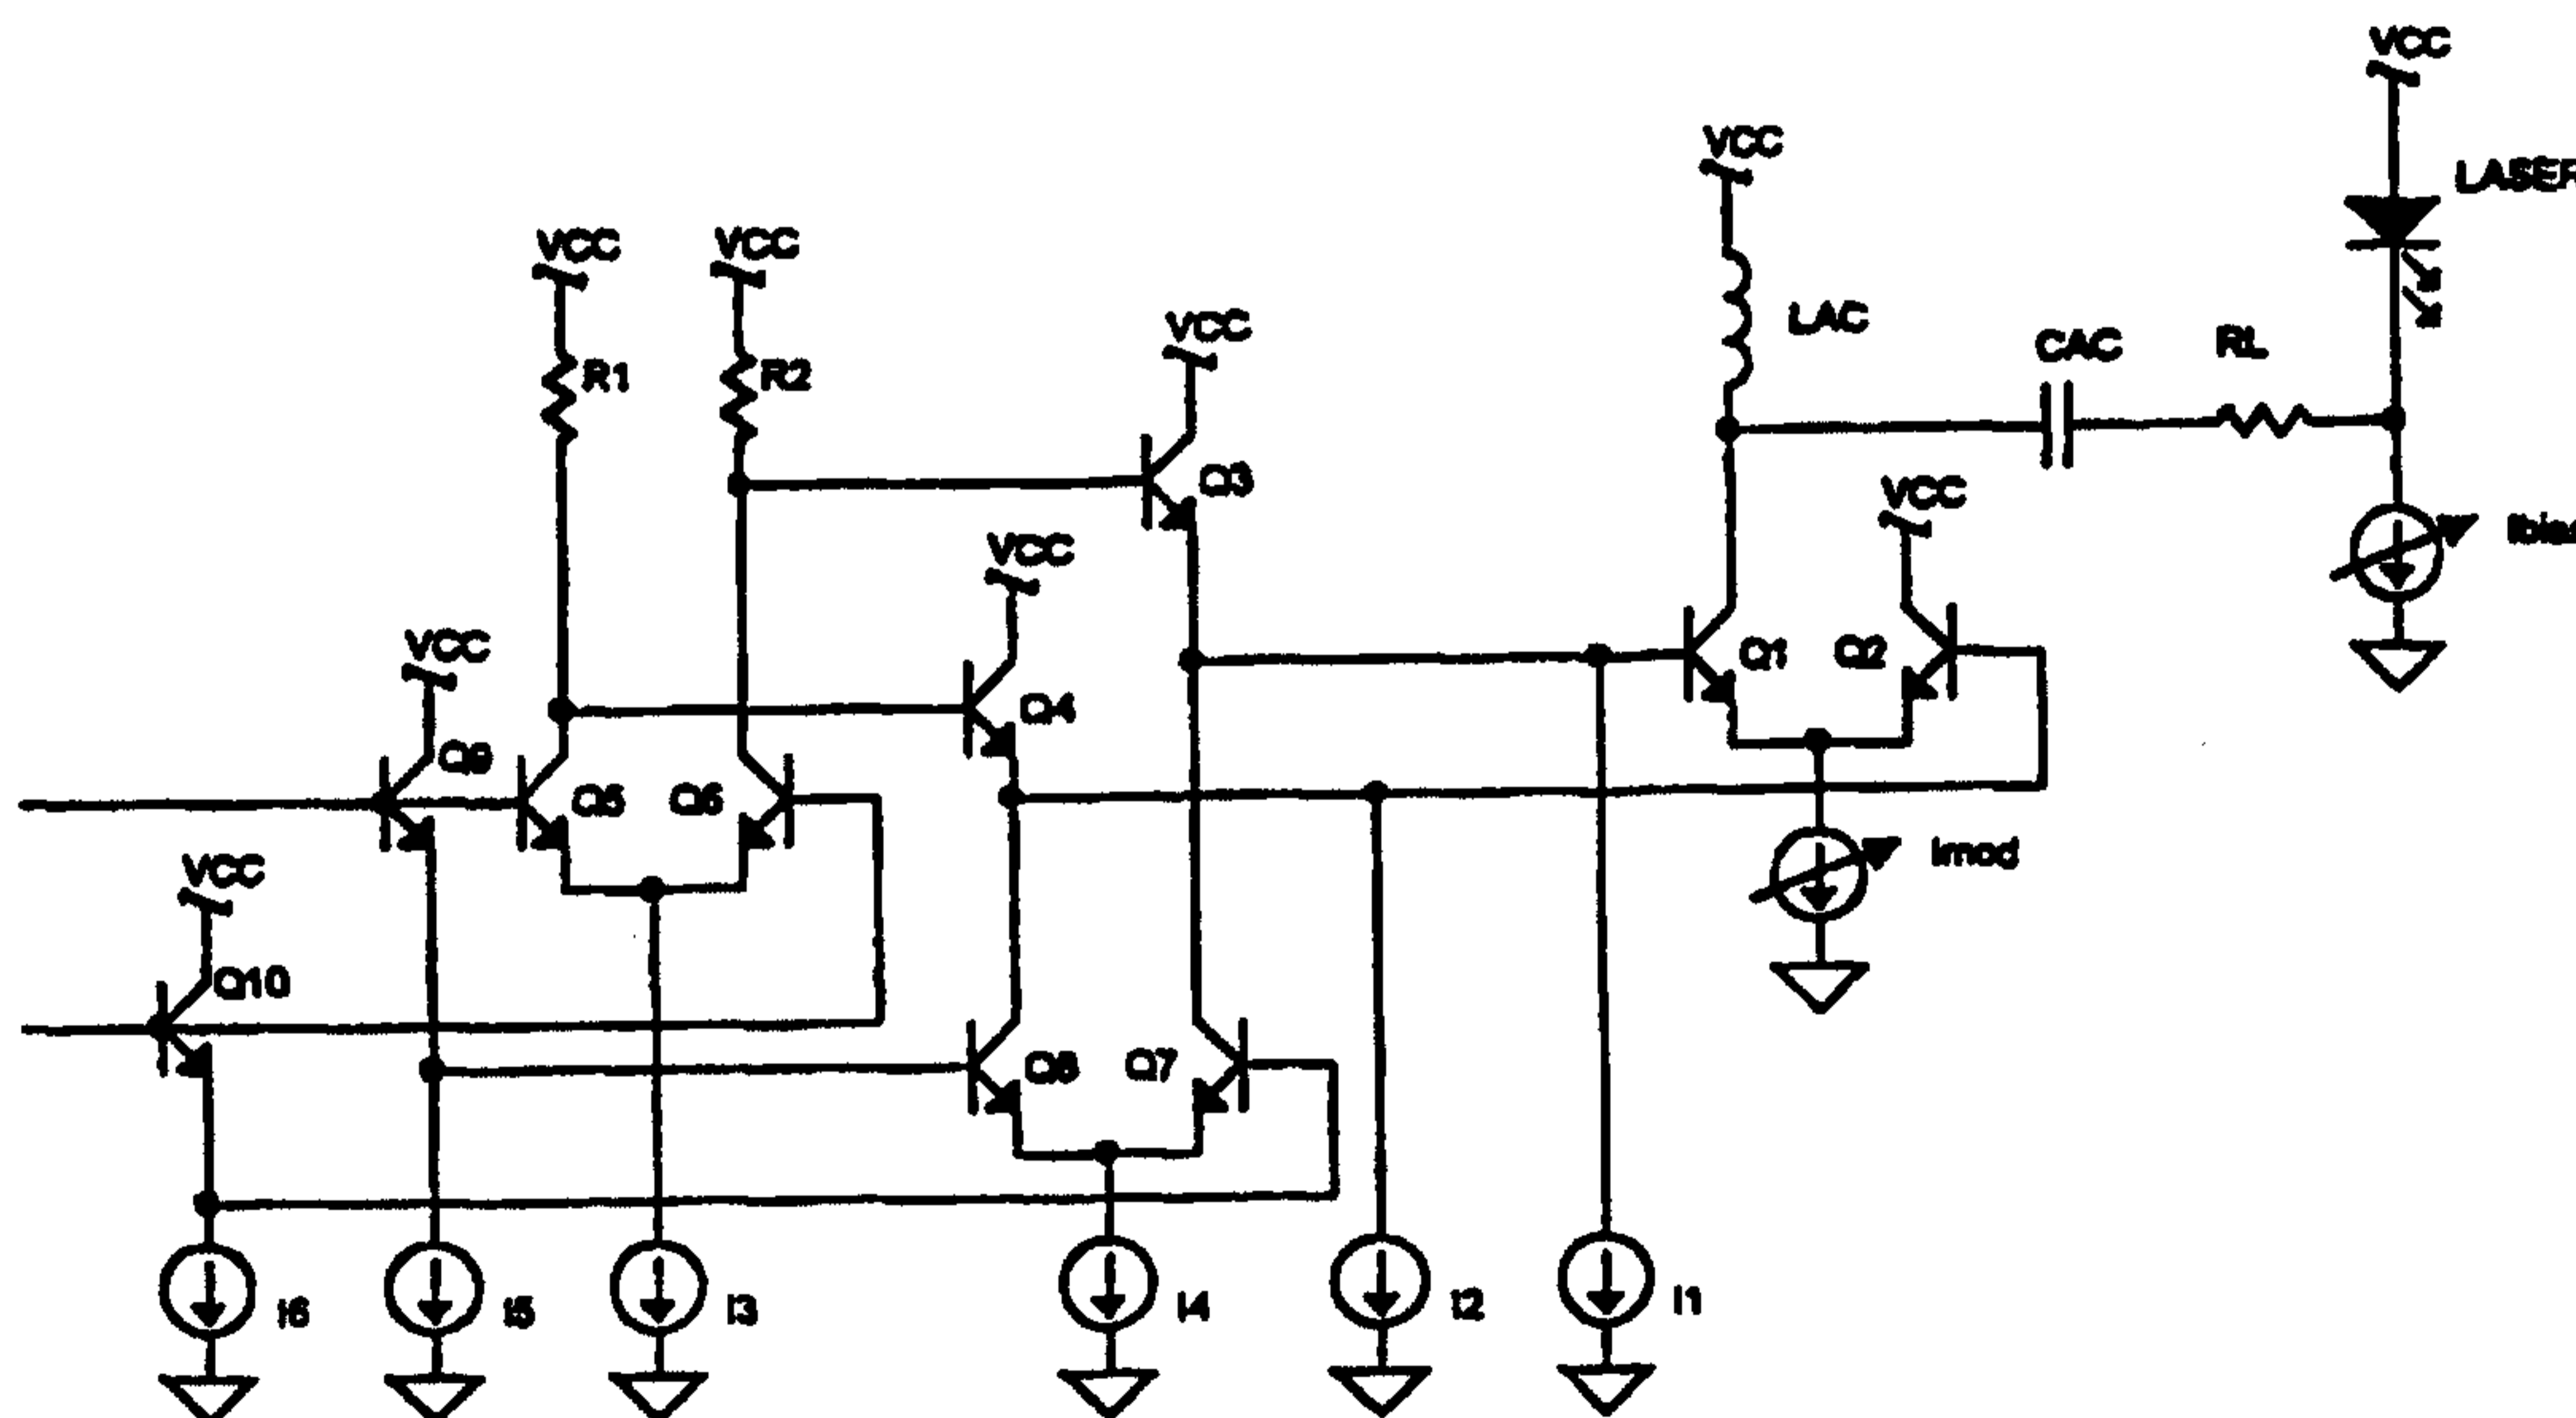 VCC
LASER
VCC
VCC
VCC
VCC
LAC
CAC
RL
R1
R2
Q3
VCC
VCC
Ibias
VCC
Q1
Q2
Q4
Q9
Q5
Q6
Imod
VCC
Q10
Q8
Q7
I6
I5
I3
I4
I2
I1